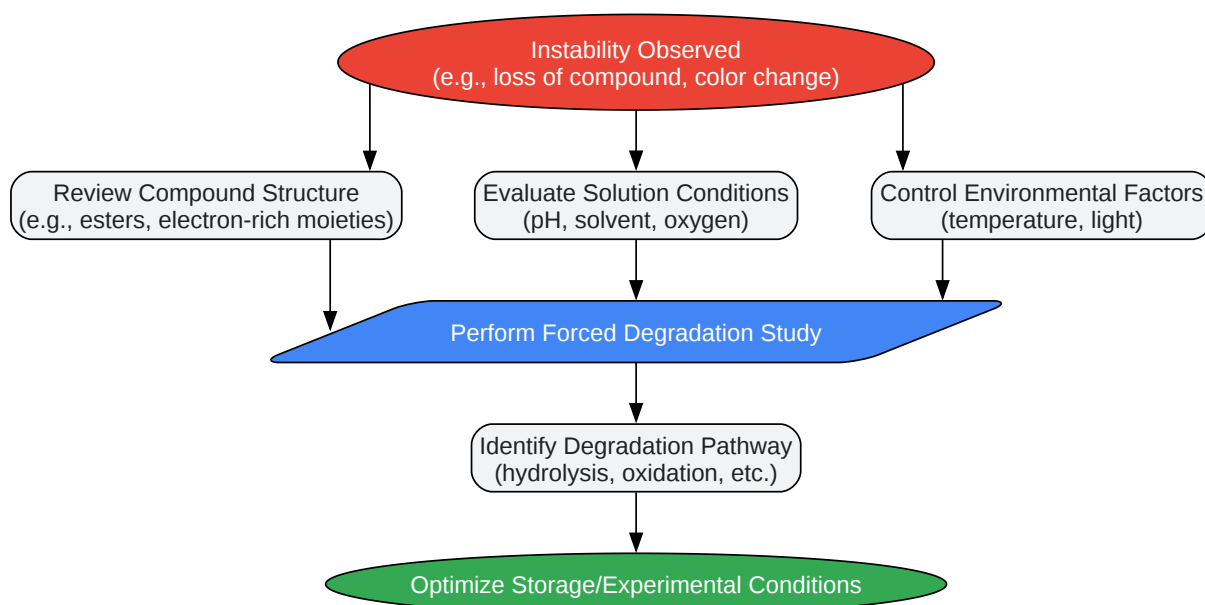 Instability Observed
(e.g., loss of compound, color change)
Review Compound Structure
(e.g., esters, electron-rich moieties)
Evaluate Solution Conditions
(pH, solvent, oxygen)
Control Environmental Factors
(temperature, light)
Perform Forced Degradation Study
Identify Degradation Pathway
(hydrolysis, oxidation, etc.)
Optimize Storage/Experimental Conditions